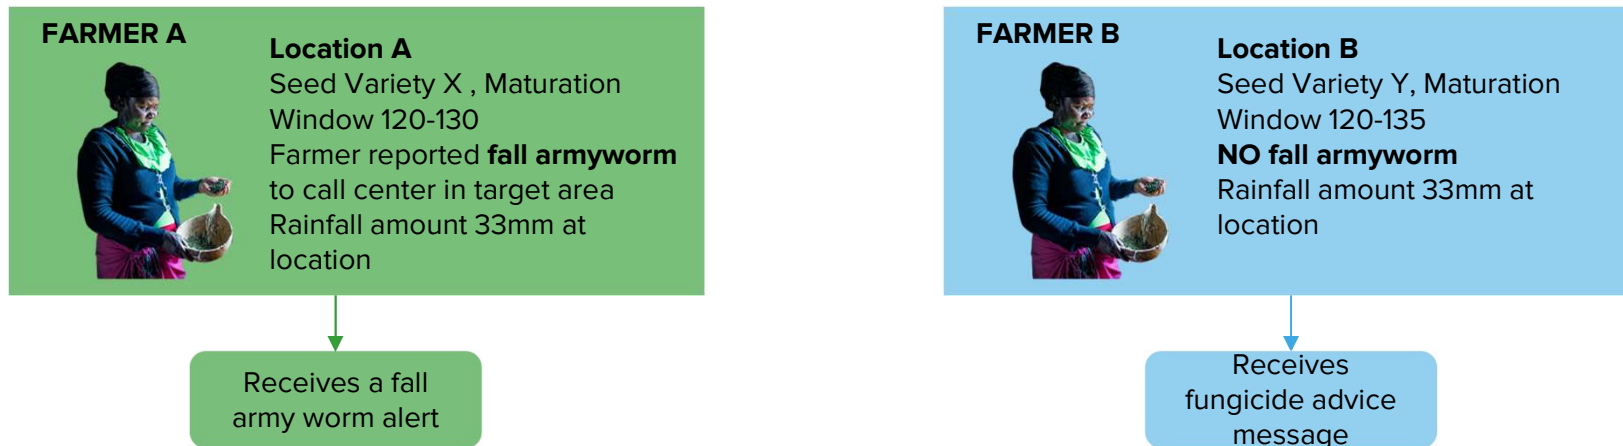 FARMER A
Location A
Seed Variety X , Maturation
Window 120-130
Farmer reported fall armyworm
to call center in target area
Rainfall amount 33mm at
location
Receives a fall
army worm alert
FARMER B
Location B
Seed Variety Y, Maturation
Window 120-135
NO fall armyworm
Rainfall amount 33mm at
location
Receives
fungicide advice
message